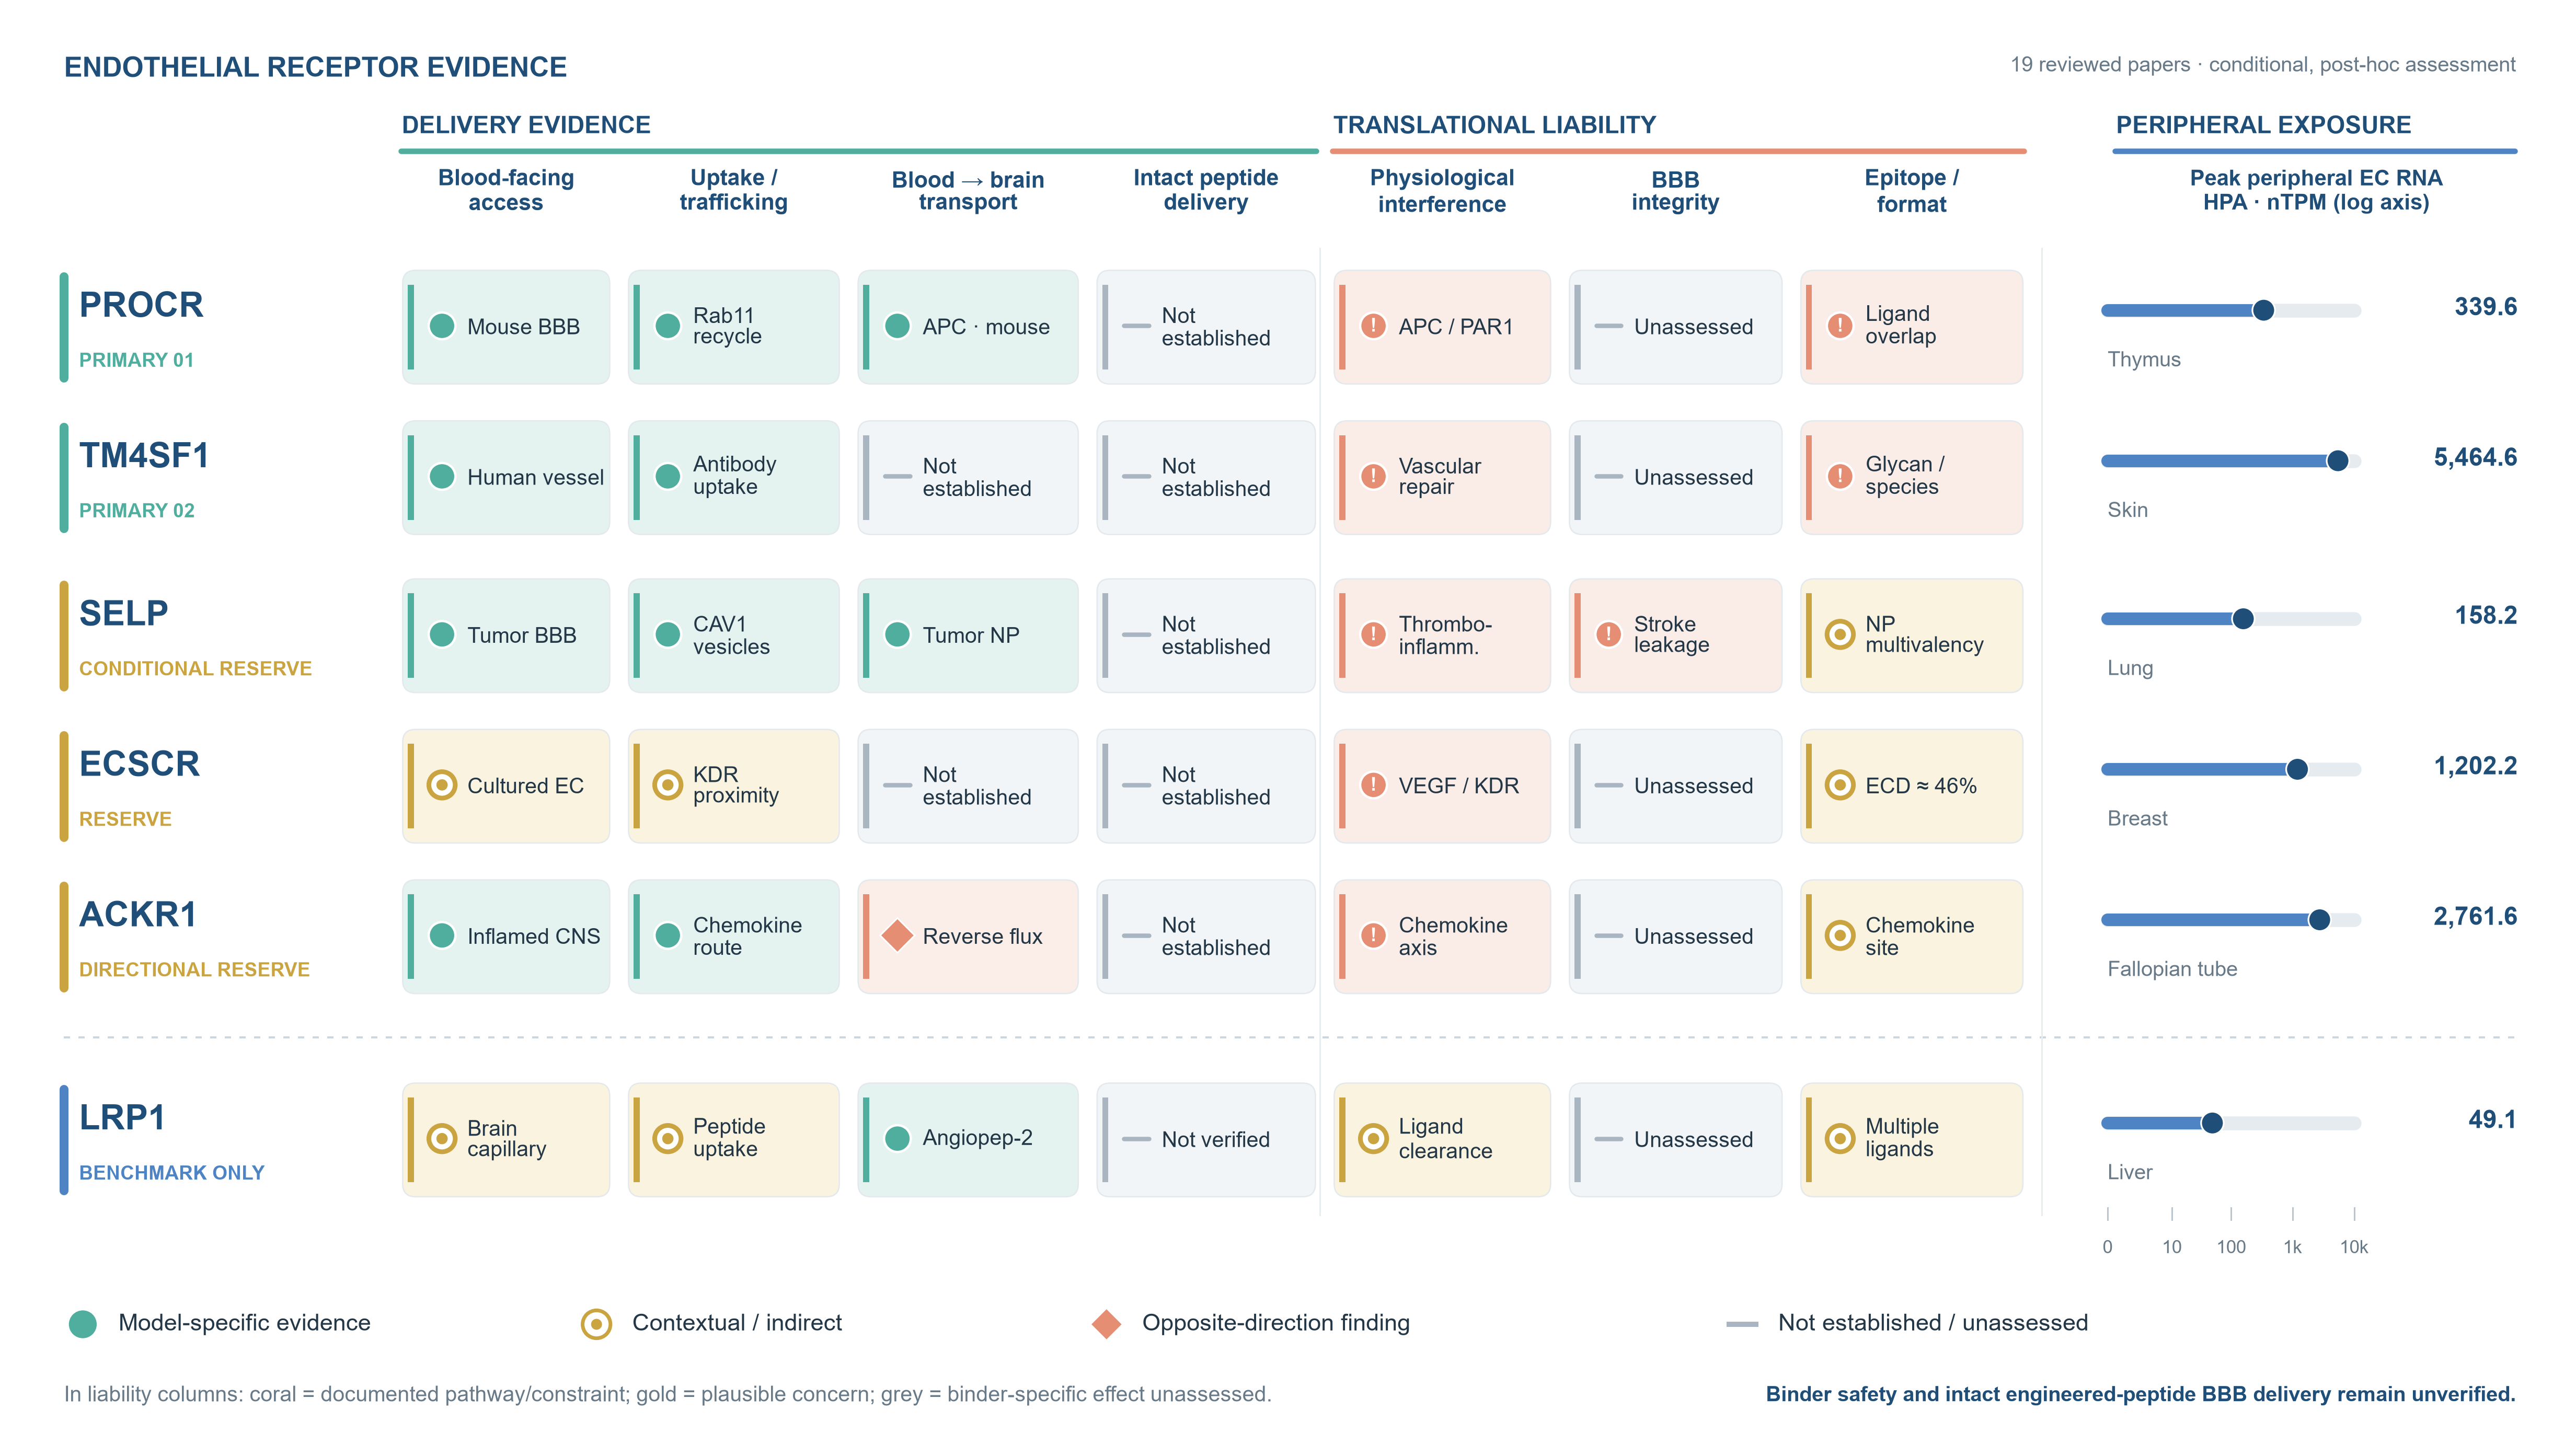 ENDOTHELIAL RECEPTOR EVIDENCE
19 reviewed papers · conditional, post-hoc assessment
DELIVERY EVIDENCE
TRANSLATIONAL LIABILITY
PERIPHERAL EXPOSURE
Blood-facing
access
Uptake /
trafficking
Blood → brain
transport
Intact peptide
delivery
Physiological
interference
BBB
integrity
Epitope /
format
Peak peripheral EC RNA
HPA · nTPM (log axis)
PROCR
PRIMARY 01
Mouse BBB
Rab11
recycle
APC · mouse
Not
established
! APC / PAR1
Unassessed
! Ligand
overlap
339.6
Thymus
TM4SF1
PRIMARY 02
Human vessel
Antibody
uptake
Not
established
Not
established
! Vascular
repair
Unassessed
! Glycan /
species
5,464.6
Skin
SELP
CONDITIONAL RESERVE
Tumor BBB
CAV1
vesicles
Tumor NP
Not
established
! Thrombo-
inflamm.
! Stroke
leakage
NP
multivalency
158.2
Lung
ECSCR
RESERVE
Cultured EC
KDR
proximity
Not
established
Not
established
! VEGF / KDR
Unassessed
ECD ≈ 46%
1,202.2
Breast
ACKR1
DIRECTIONAL RESERVE
Inflamed CNS
Chemokine
route
Reverse flux
Not
established
! Chemokine
axis
Unassessed
Chemokine
site
2,761.6
Fallopian tube
LRP1
BENCHMARK ONLY
Brain
capillary
Peptide
uptake
Angiopep-2
Not verified
Ligand
clearance
Unassessed
Multiple
ligands
49.1
Liver
0 10 100 1k 10k
Model-specific evidence
Contextual / indirect
Opposite-direction finding
Not established / unassessed
In liability columns: coral = documented pathway/constraint; gold = plausible concern; grey = binder-specific effect unassessed.
Binder safety and intact engineered-peptide BBB delivery remain unverified.